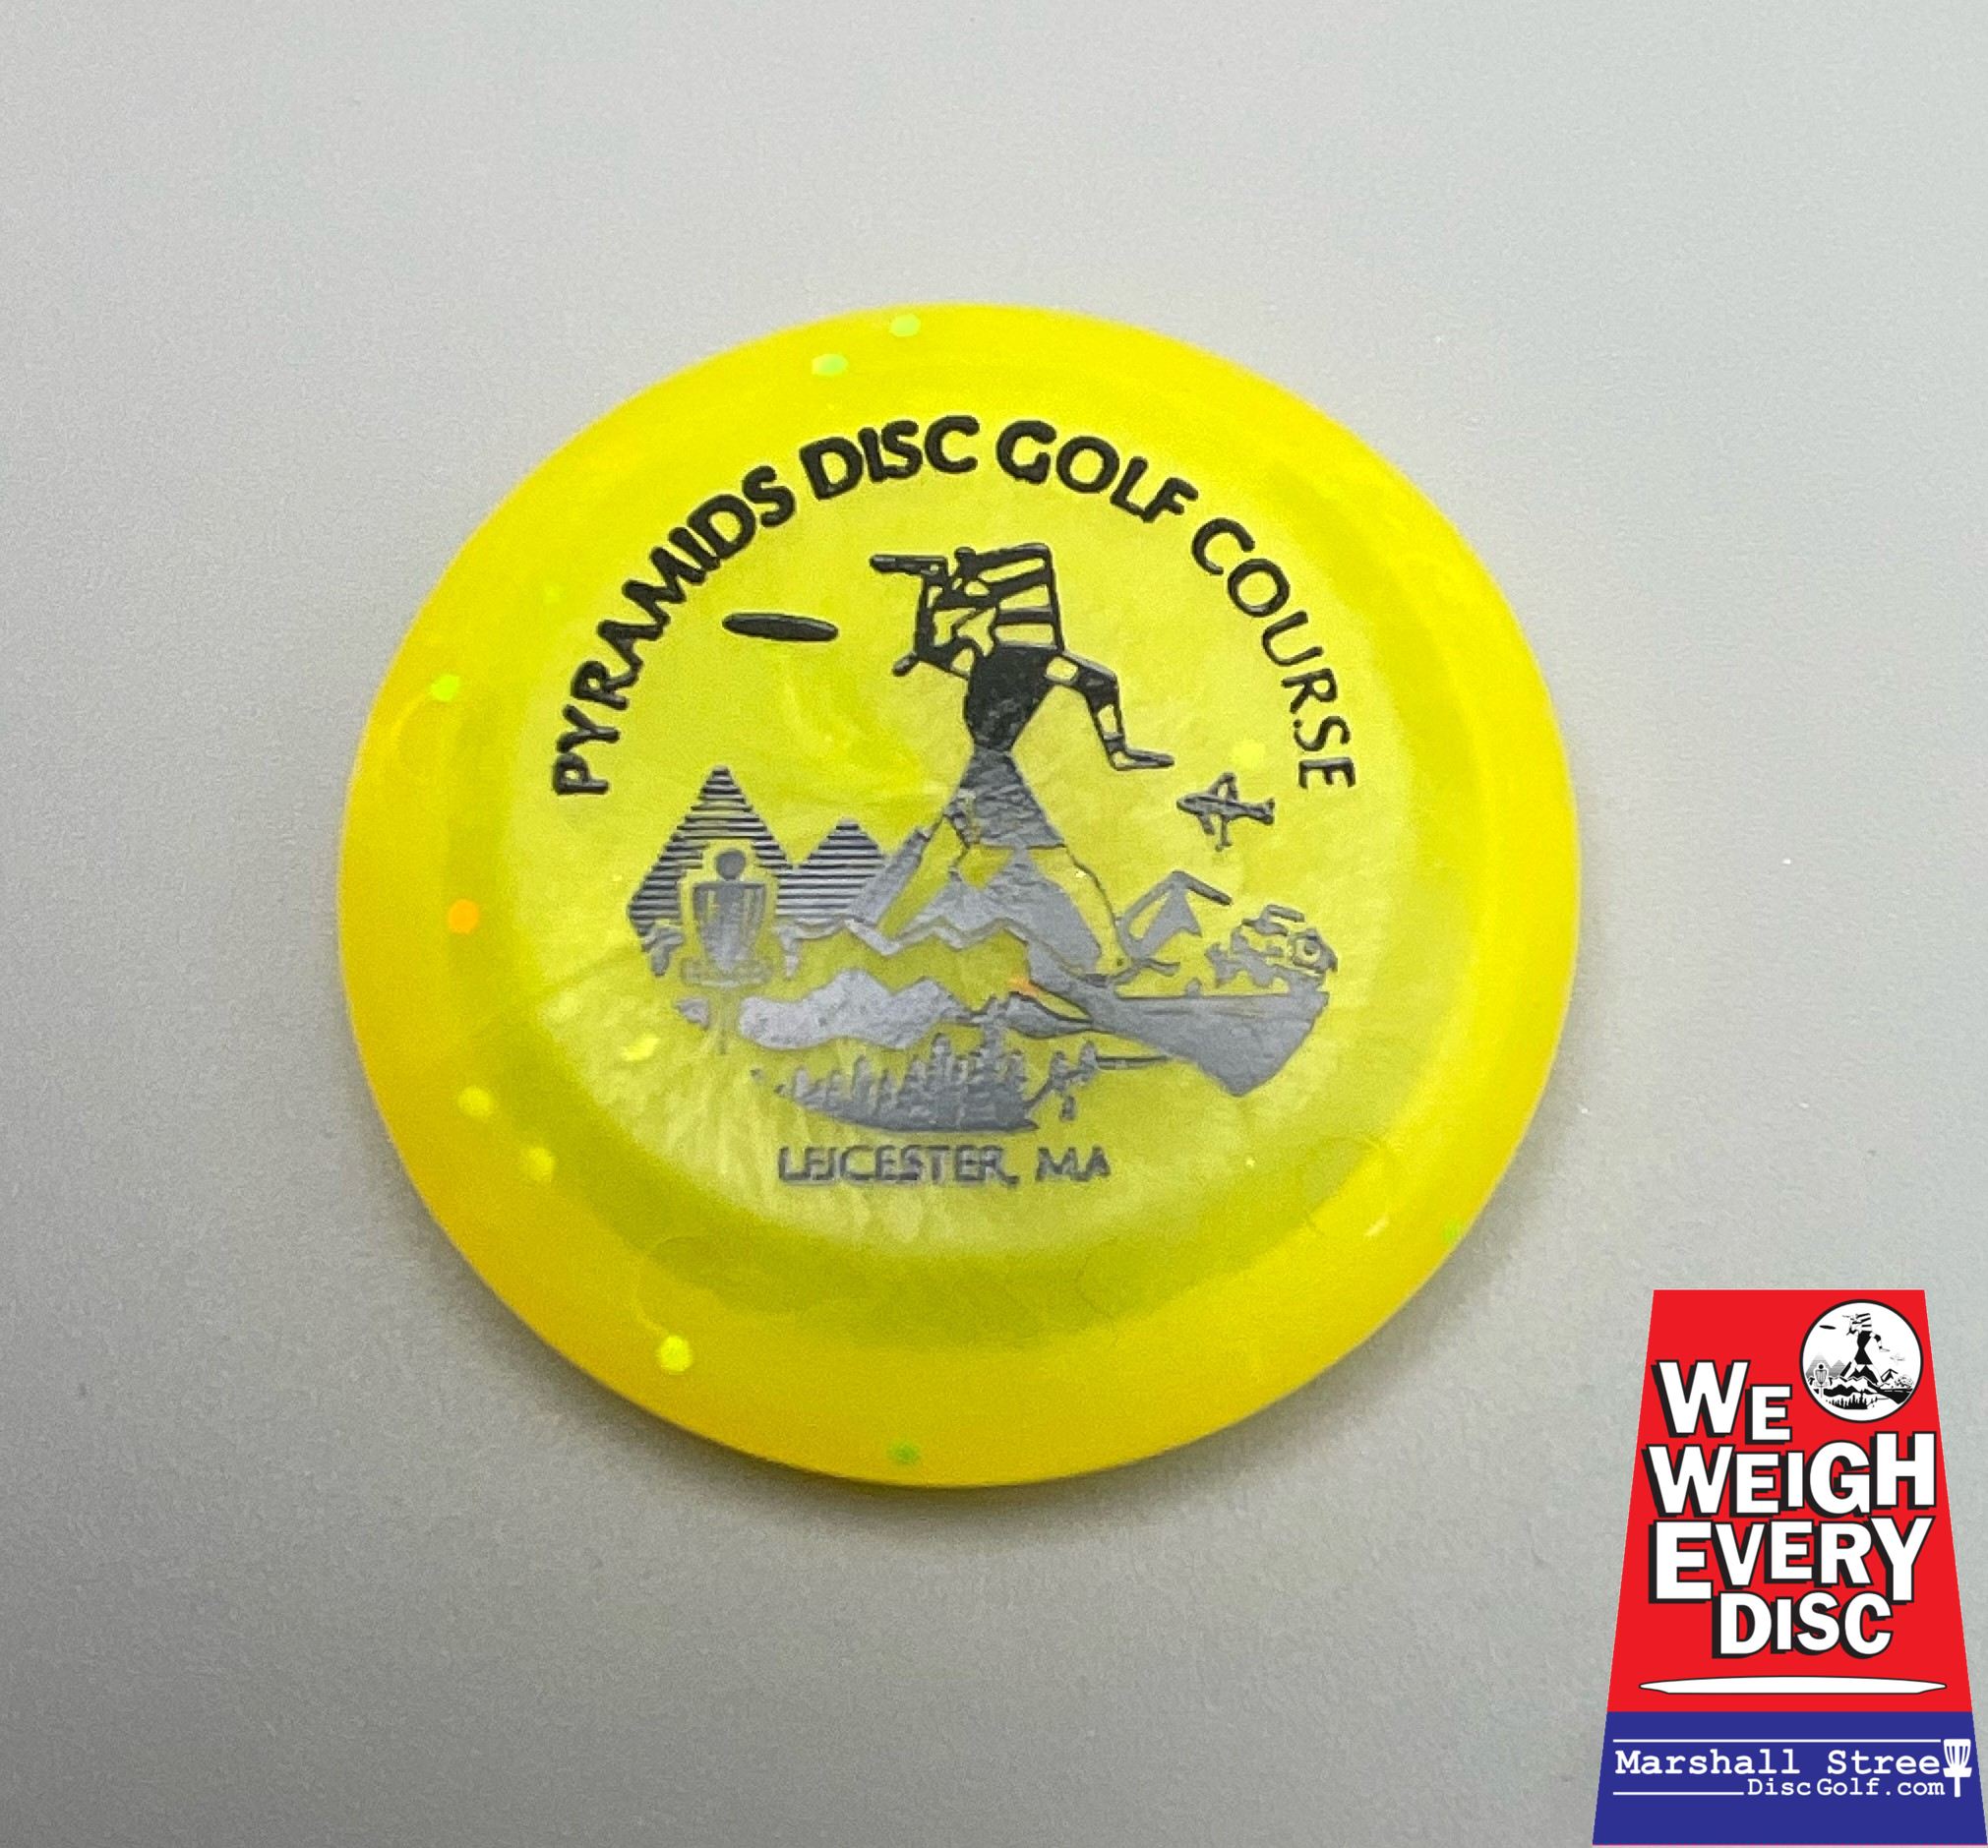 PYRAMIDS DISC GOLF COURSE
LEICESTER, MA
WE
WEIGH
EVERY
DISC
Marshall Stree
DiscGolf.com